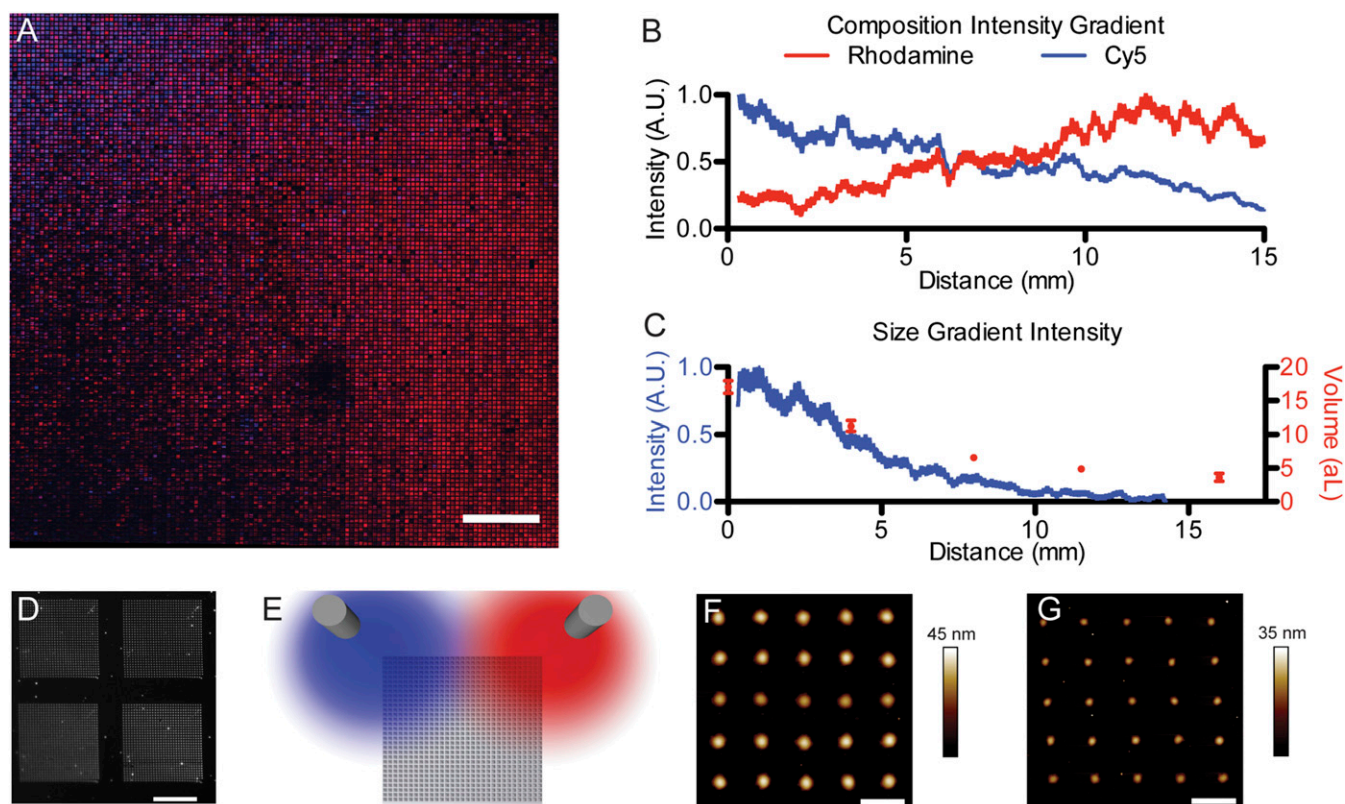 A
B
Composition Intensity Gradient
Rhodamine Cy5
Intensity (A.U.)
1.0
0.5
0.0
0 5 10 15
Distance (mm)
C
Size Gradient Intensity
Intensity (A.U.)
1.0
0.5
0.0
20
15
10
5
0
Volume (aL)
0 5 10 15
Distance (mm)
D
E
F
45 nm
G
35 nm